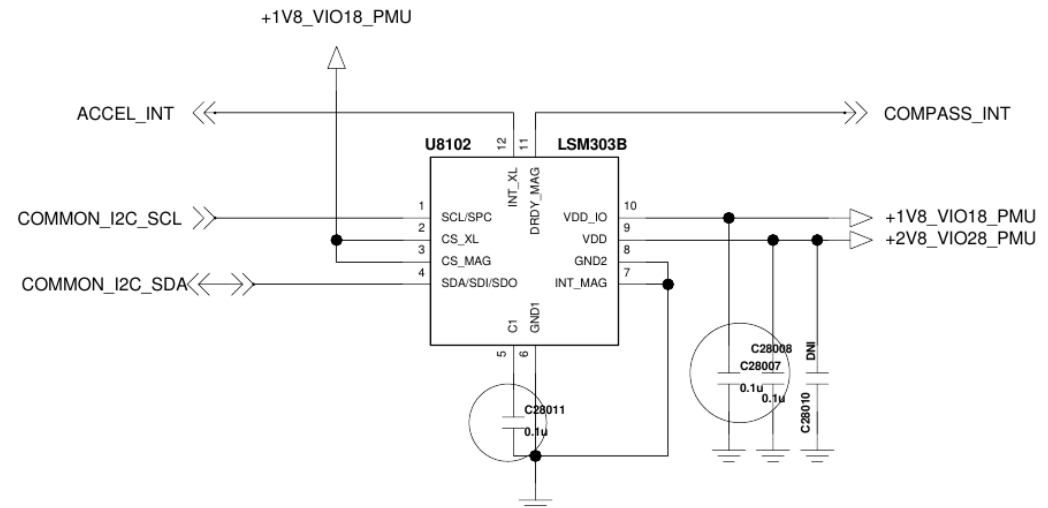 +1V8_VIO18_PMU
ACCEL_INT
COMPASS_INT
U8102
12
11
LSM303B
INT_XL
DRDY_MAG
COMMON_I2C_SCL
1
SCL/SPC
2
CS_XL
3
CS_MAG
COMMON_I2C_SDA
4
SDA/SDI/SDO
VDD_IO
10
+1V8_VIO18_PMU
VDD
9
+2V8_VIO28_PMU
GND2
8
INT_MAG
7
C1
GND1
5
6
C28011
0.1u
C28008
C28007
0.1u
0.1u
DNI
C28010